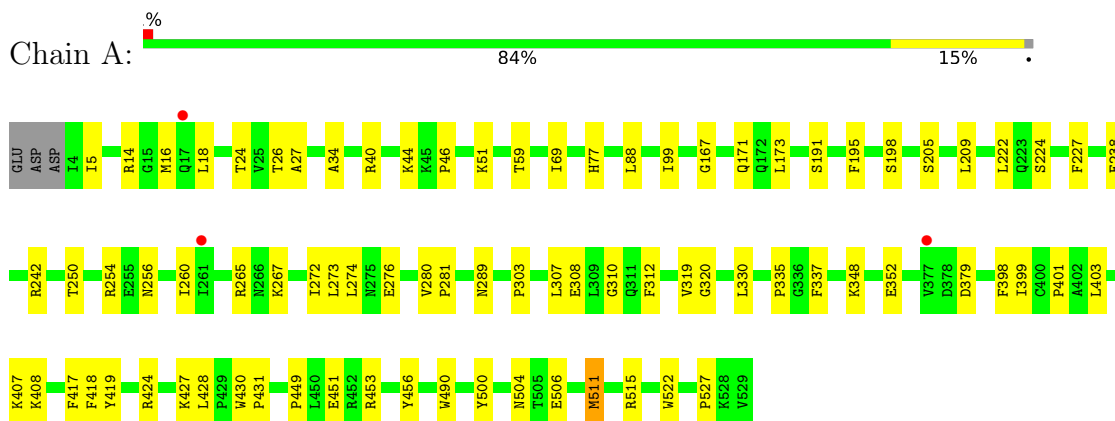 .%
Chain A:
84% 15% •
GLU ASP ASP I4 I5 R14 G15 M16 Q17 L18 T24 V25 T26 A27 A34 R40 K44 K45 P46 K51 T59 I69 H77 L88 I99 G167 Q171 Q172 L173 S191 F195 S198 S205 L209 L222 Q223 S224 F227
R242 T250 R254 E255 N256 I260 I261 R265 N266 K267 I272 L273 L274 N275 E276 V280 P281 N289 P303 L307 E308 L309 G310 Q311 F312 V319 G320 L330 P335 G336 F337 K348 E352 V377 D378 D379 F398 I399 C400 P401 A402 L403
K407 K408 F417 F418 Y419 R424 K427 L428 P429 W430 P431 P449 L450 E451 R452 R453 Y456 W490 Y500 N504 T505 E506 M511 R515 W522 P527 K528 V529